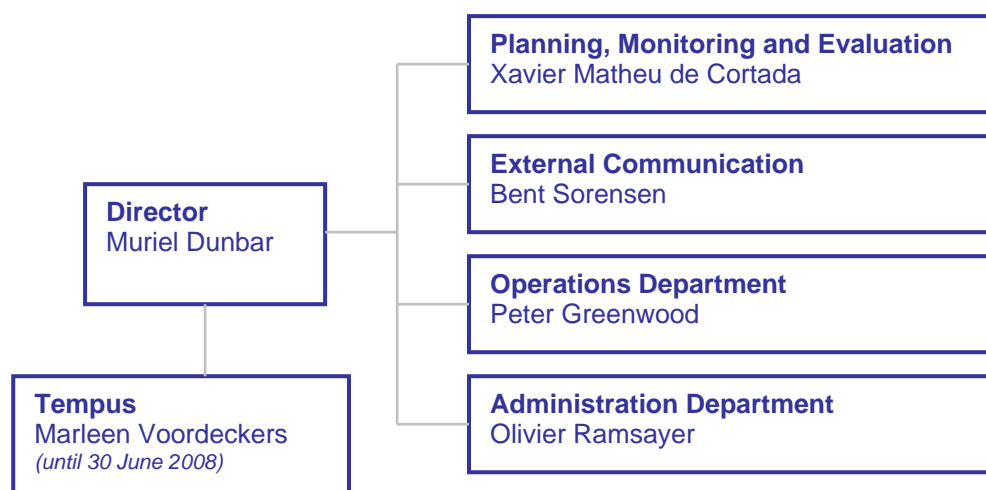 Planning, Monitoring and Evaluation
Xavier Matheu de Cortada
External Communication
Bent Sorensen
Director
Muriel Dunbar
Operations Department
Peter Greenwood
Tempus
Marleen Voordeckers
(until 30 June 2008)
Administration Department
Olivier Ramsayer